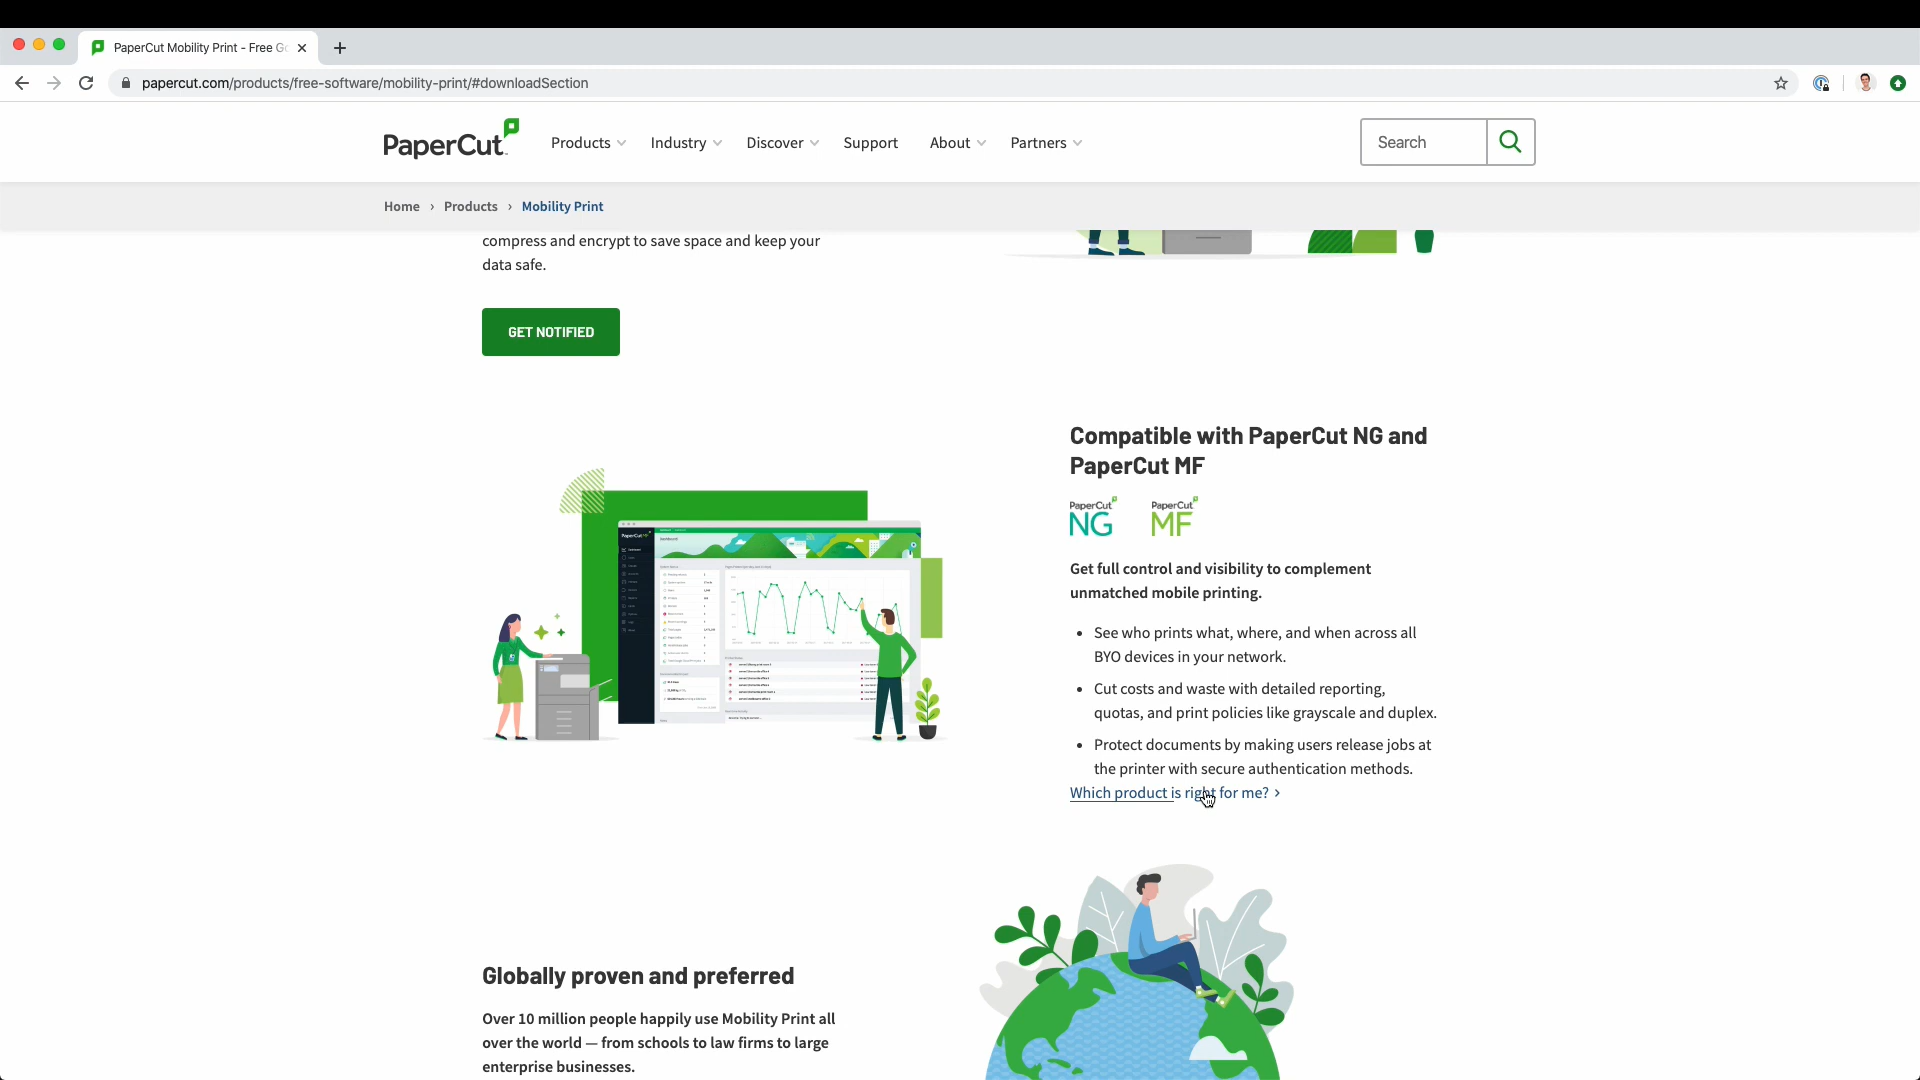 PaperCut Mobility Print - Free G
papercut.com/products/free-software/mobility-print/#downloadSection
PaperCut
Products
Industry
Discover
Support
About
Partners
Search
Home › Products › Mobility Print
compress and encrypt to save space and keep your
data safe.
GET NOTIFIED
Compatible with PaperCut NG and
PaperCut MF
PaperCut NG
PaperCut MF
Get full control and visibility to complement
unmatched mobile printing.
• See who prints what, where, and when across all
BYO devices in your network.
• Cut costs and waste with detailed reporting,
quotas, and print policies like grayscale and duplex.
• Protect documents by making users release jobs at
the printer with secure authentication methods.
Which product is right for me? ›
PaperCut MF
Dashboard
Globally proven and preferred
Over 10 million people happily use Mobility Print all
over the world — from schools to law firms to large
enterprise businesses.